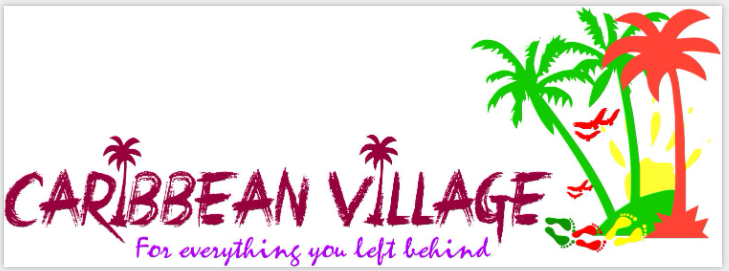 CARIBBEAN VILLAGE
For everything you left behind